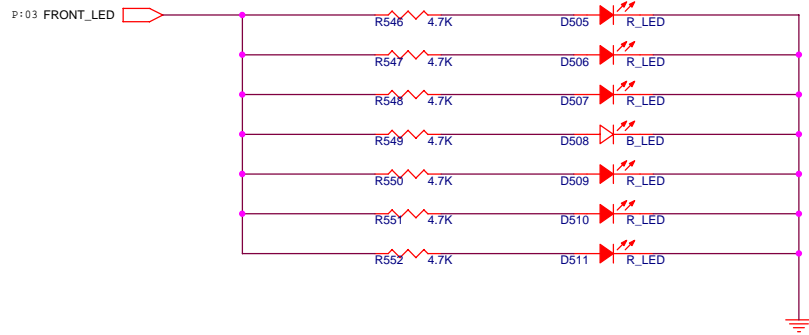 P:03 FRONT_LED
R546 4.7K D505 R_LED
R547 4.7K D506 R_LED
R548 4.7K D507 R_LED
R549 4.7K D508 B_LED
R550 4.7K D509 R_LED
R551 4.7K D510 R_LED
R552 4.7K D511 R_LED